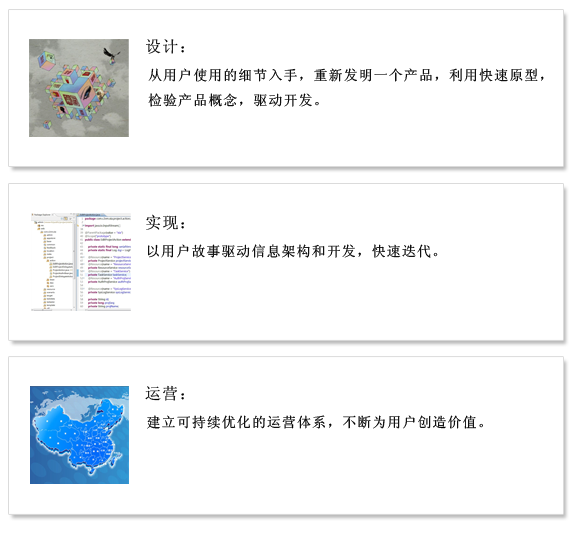 设计：
从用户使用的细节入手，重新发明一个产品，利用快速原型，
检验产品概念，驱动开发。
实现：
以用户故事驱动信息架构和开发，快速迭代。
运营：
建立可持续优化的运营体系，不断为用户创造价值。